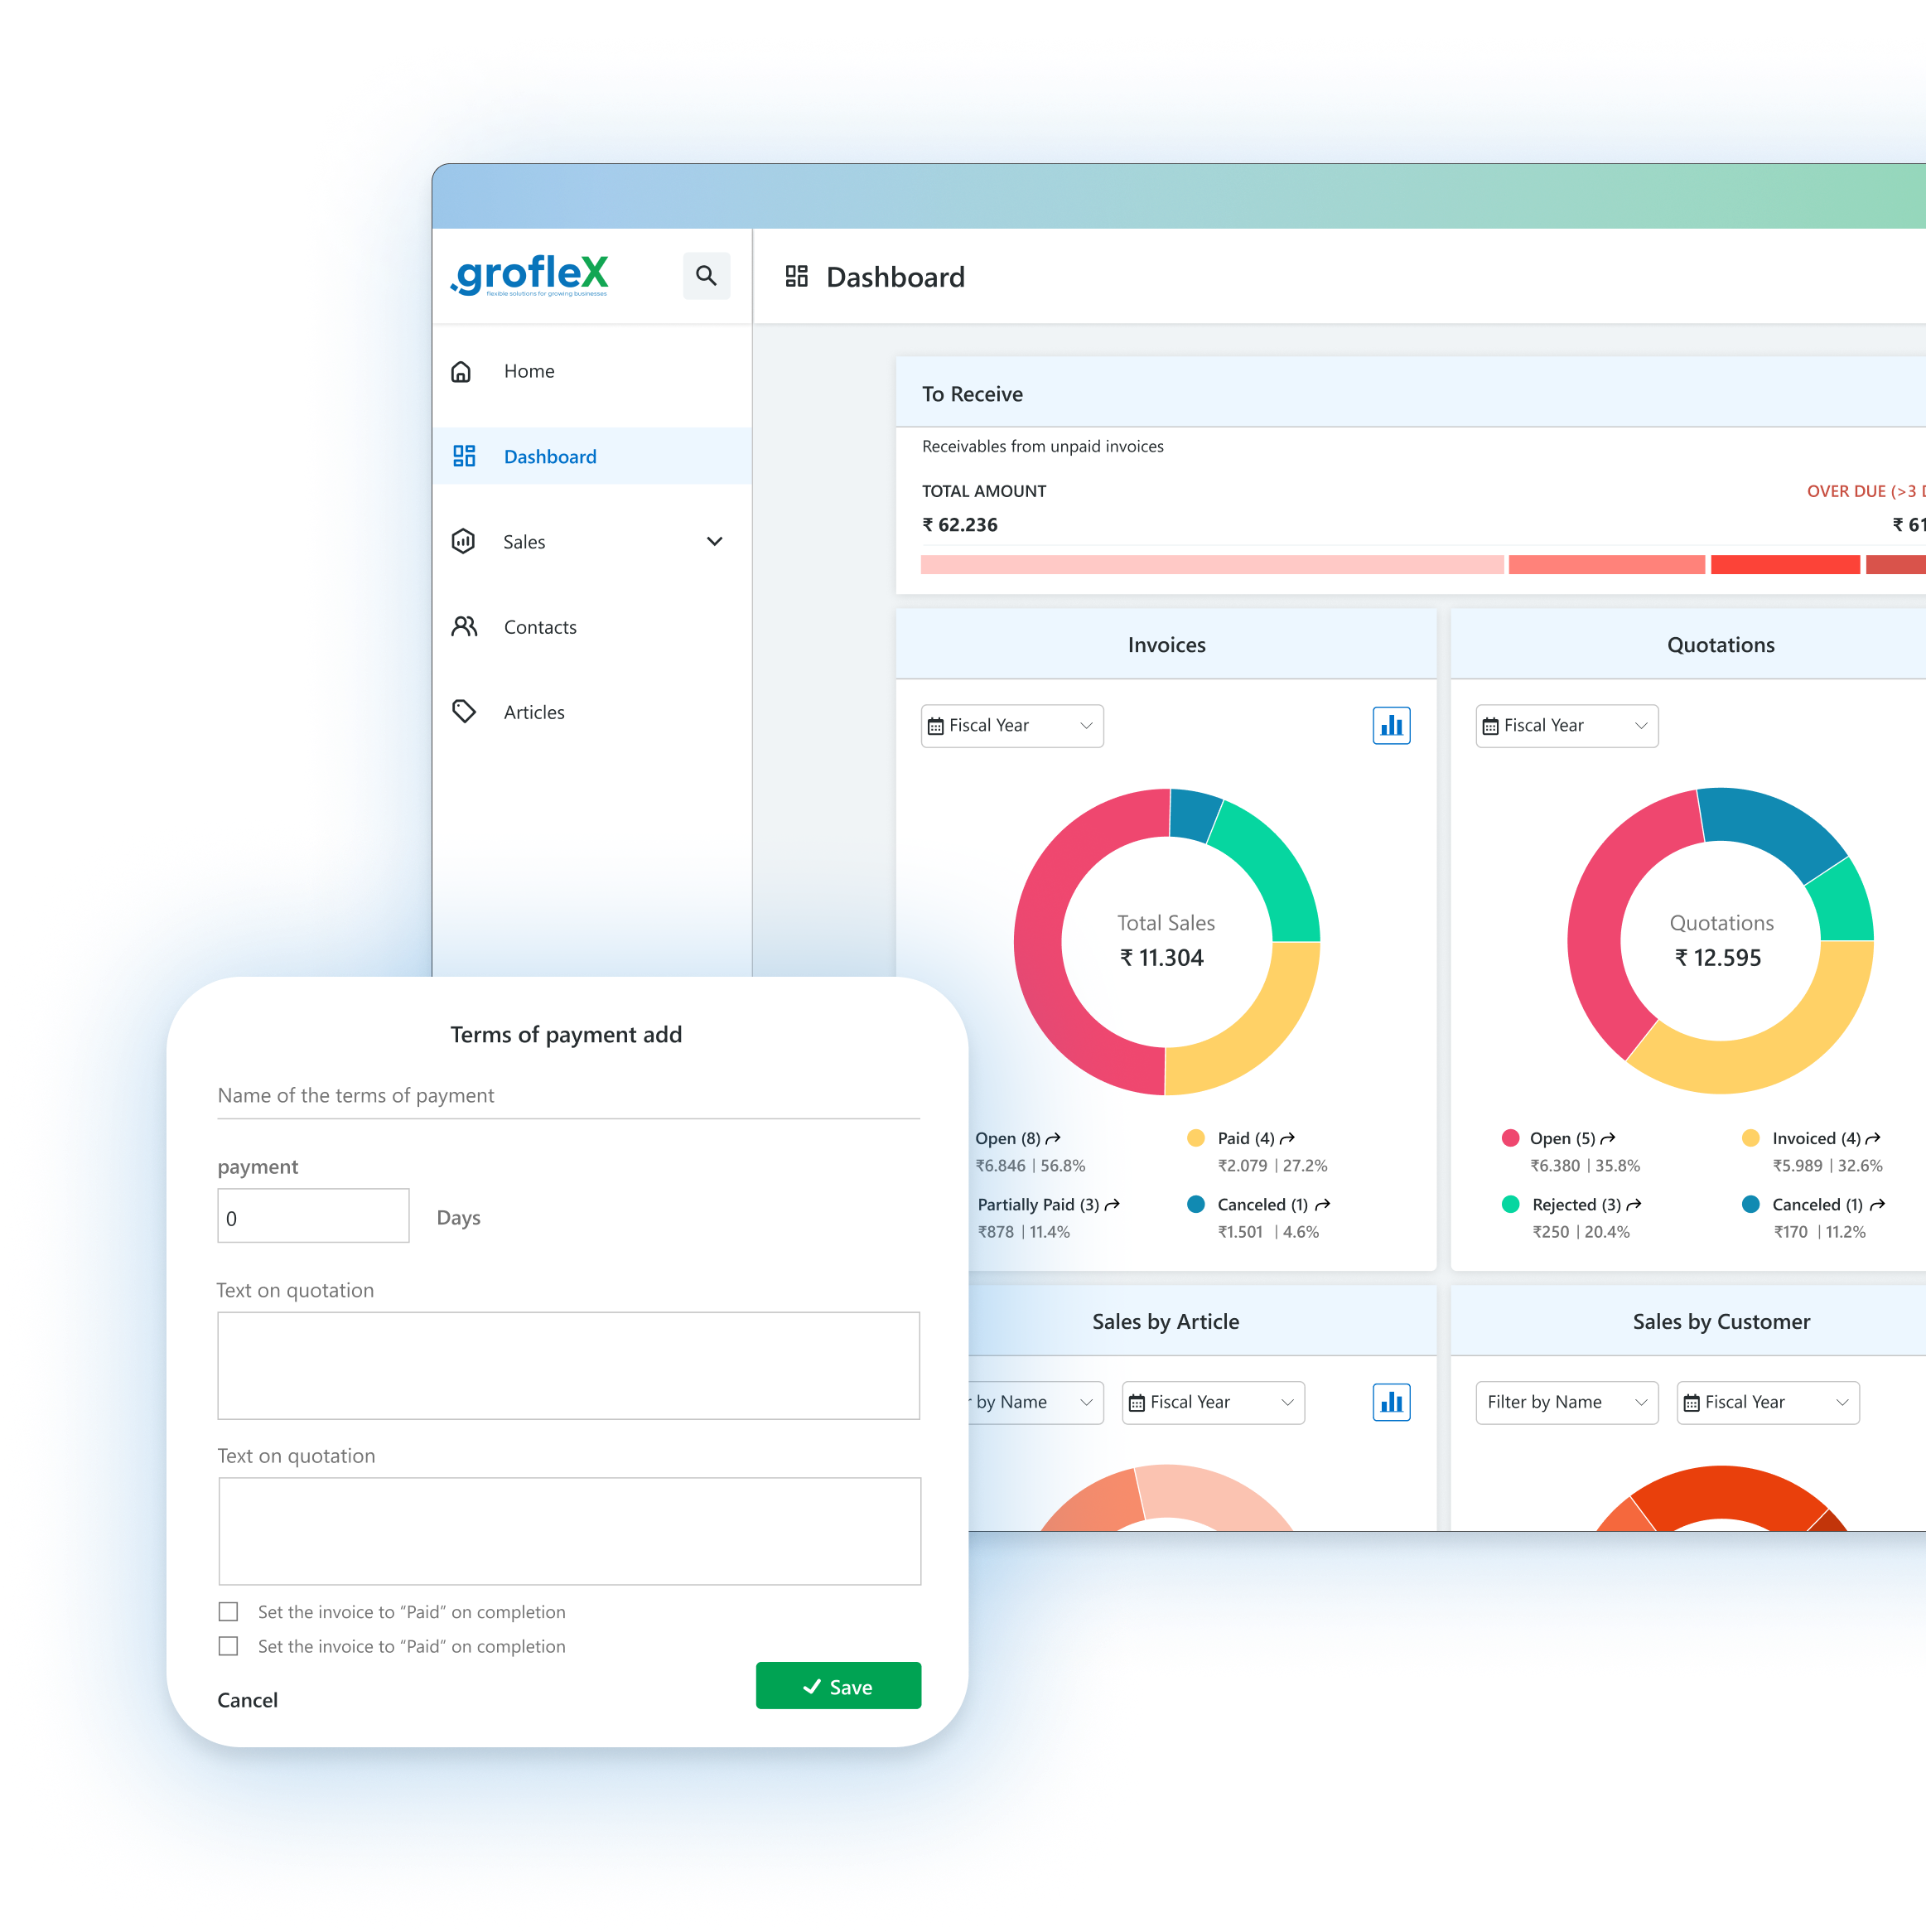 .grofleX
flexible solutions for growing businesses
Dashboard
Home
Dashboard
Sales
Contacts
Articles
To Receive
Receivables from unpaid invoices
TOTAL AMOUNT
OVER DUE (>3
₹ 62.236
₹ 61
Invoices
Fiscal Year
Total Sales
₹ 11.304
Open (8)
₹6.846 | 56.8%
Paid (4)
₹2.079 | 27.2%
Partially Paid (3)
₹878 | 11.4%
Canceled (1)
₹1.501 | 4.6%
Quotations
Fiscal Year
Quotations
₹ 12.595
Open (5)
₹6.380 | 35.8%
Invoiced (4)
₹5.989 | 32.6%
Rejected (3)
₹250 | 20.4%
Canceled (1)
₹170 | 11.2%
Sales by Article
by Name
Fiscal Year
Sales by Customer
Filter by Name
Fiscal Year
Terms of payment add
Name of the terms of payment
payment
0
Days
Text on quotation
Text on quotation
Set the invoice to “Paid” on completion
Set the invoice to “Paid” on completion
Cancel
Save